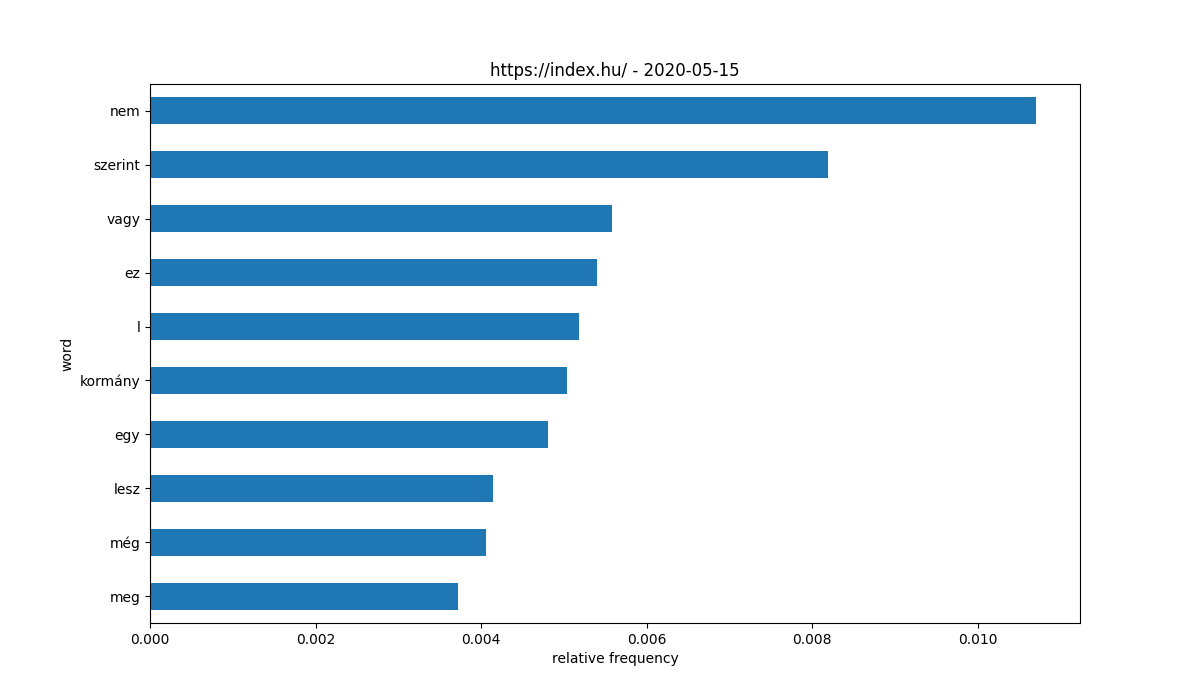 https://index.hu/ - 2020-05-15
nem
szerint
vagy
ez
l
kormány
egy
lesz
még
meg
word
0.000 0.002 0.004 0.006 0.008 0.010
relative frequency